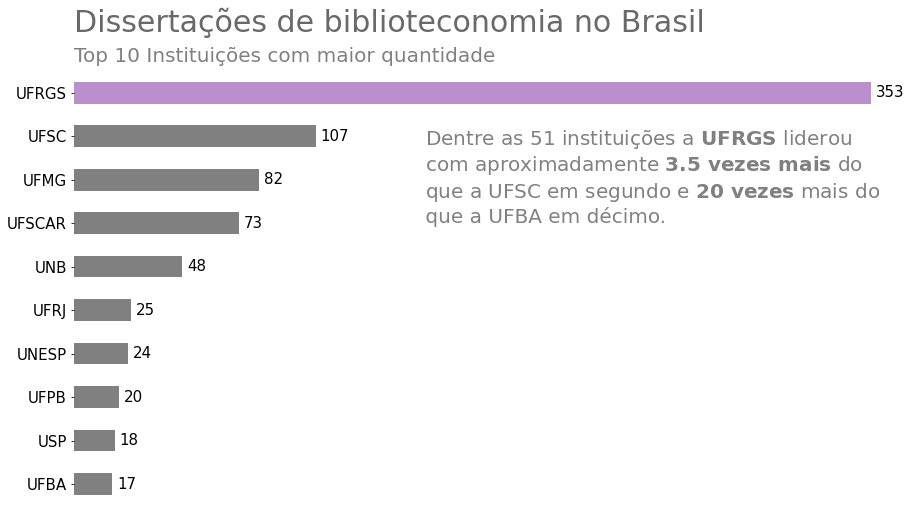 Dissertações de biblioteconomia no Brasil
Top 10 Instituições com maior quantidade
UFRGS 353
UFSC 107
Dentre as 51 instituições a UFRGS liderou
com aproximadamente 3.5 vezes mais do
que a UFSC em segundo e 20 vezes mais do
que a UFBA em décimo.
UFMG 82
UFSCAR 73
UNB 48
UFRJ 25
UNESP 24
UFPB 20
USP 18
UFBA 17